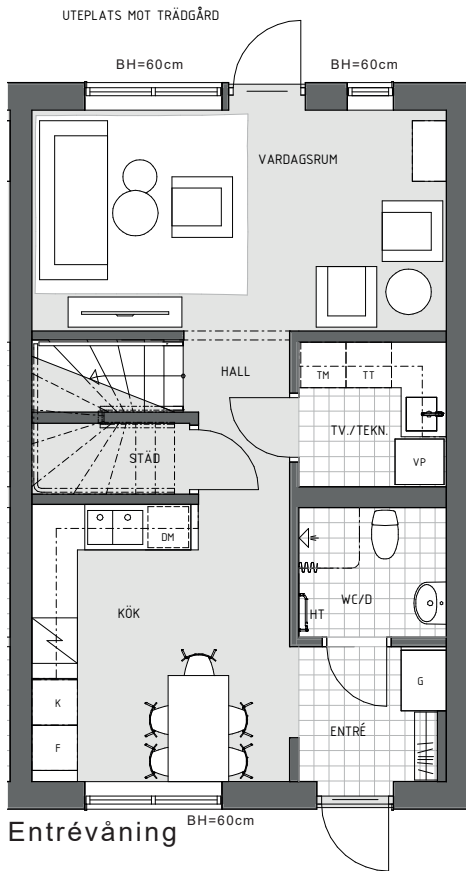 UTEPLATS MOT TRÄDGÅRD
BH=60cm
BH=60cm
VARDAGSRUM
HALL
TM
TT
TV./TEKN.
VP
STÄD
DM
KÖK
WC/D
HT
K
F
G
ENTRÉ
BH=60cm
Entrévåning